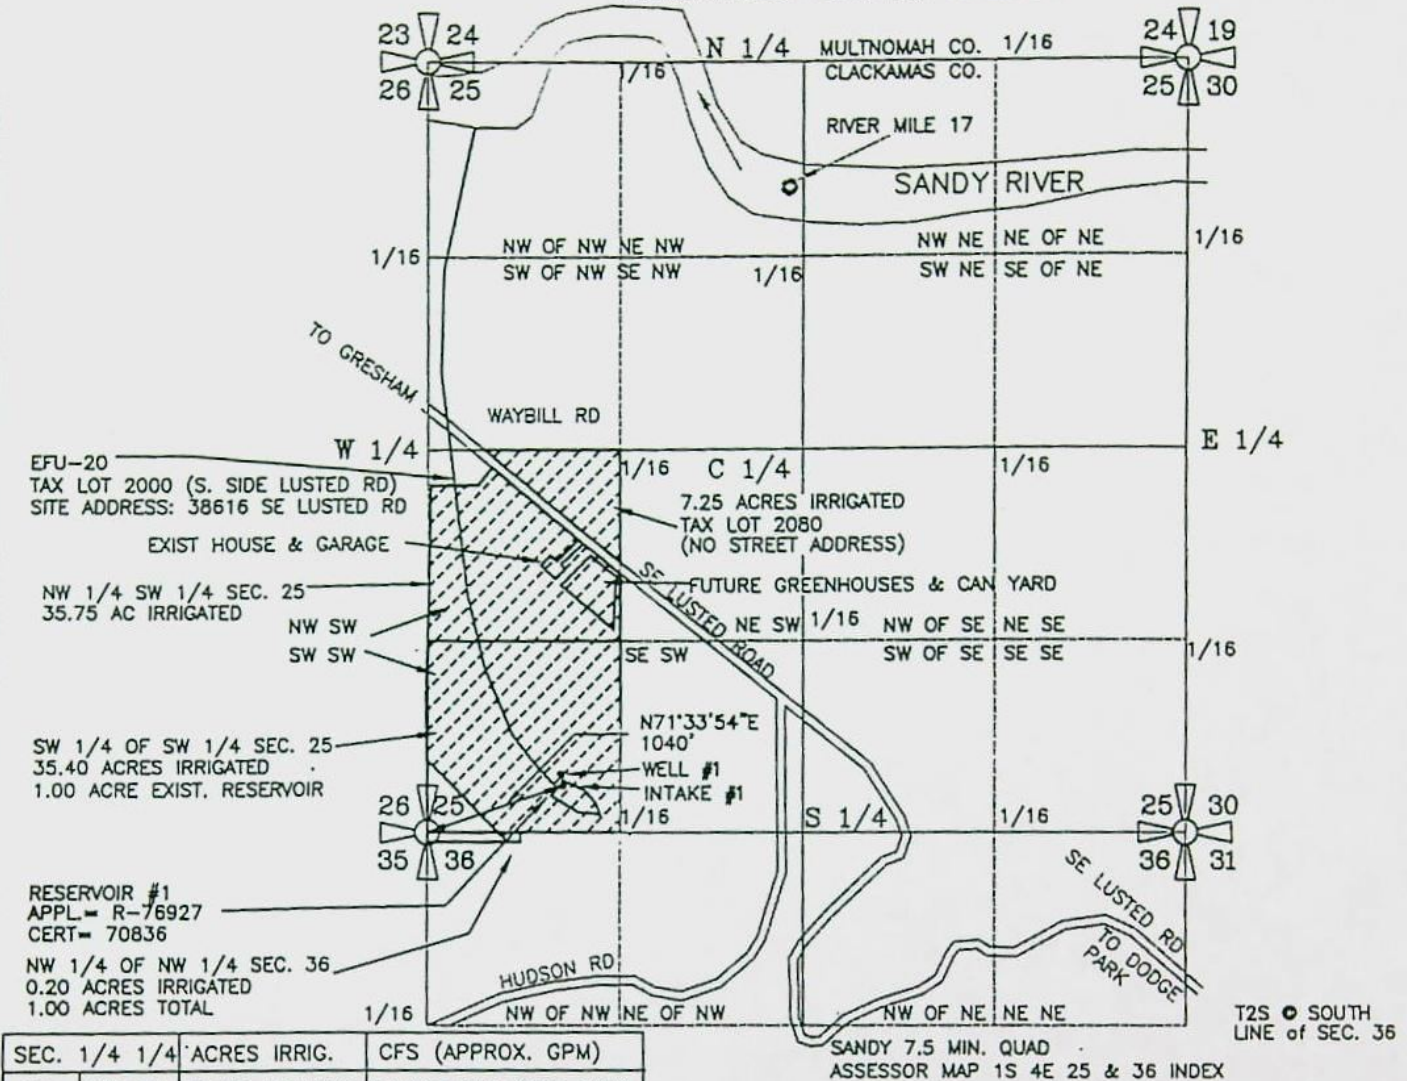 23 24
26 25
N 1/4
MULTNOMAH CO.
CLACKAMAS CO.
1/16
1/16
24 19
25 30
RIVER MILE 17
SANDY RIVER
NW OF NW NE NW
SW OF NW SE NW
1/16
1/16
NW NE NE OF NE
SW NE SE OF NE
1/16
TO GRESHAM
WAYBILL RD
W 1/4
1/16
C 1/4
1/16
E 1/4
EFU-20
TAX LOT 2000 (S. SIDE LUSTED RD)
SITE ADDRESS: 38616 SE LUSTED RD
7.25 ACRES IRRIGATED
TAX LOT 2080
(NO STREET ADDRESS)
EXIST HOUSE & GARAGE
FUTURE GREENHOUSES & CAN YARD
SE LUSTED ROAD
NW 1/4 SW 1/4 SEC. 25
35.75 AC IRRIGATED
NW SW
SW SW
NE SW
SE SW
1/16
NW OF SE NE SE
SW OF SE SE SE
1/16
N71°33'54"E
1040'
WELL #1
INTAKE #1
SW 1/4 OF SW 1/4 SEC. 25
35.40 ACRES IRRIGATED
1.00 ACRE EXIST. RESERVOIR
26 25
35 36
1/16
S 1/4
1/16
25 30
36 31
RESERVOIR #1
APPL.= R-76927
CERT= 70836
NW 1/4 OF NW 1/4 SEC. 36
0.20 ACRES IRRIGATED
1.00 ACRES TOTAL
HUDSON RD
SE LUSTED RD
TO DODGE
PARK
1/16
NW OF NW NE OF NW
NW OF NE NE NE
T2S @ SOUTH
LINE of SEC. 36
SANDY 7.5 MIN. QUAD
ASSESSOR MAP 1S 4E 25 & 36 INDEX
SEC. 1/4 1/4 ACRES IRRIG. CFS (APPROX. GPM)